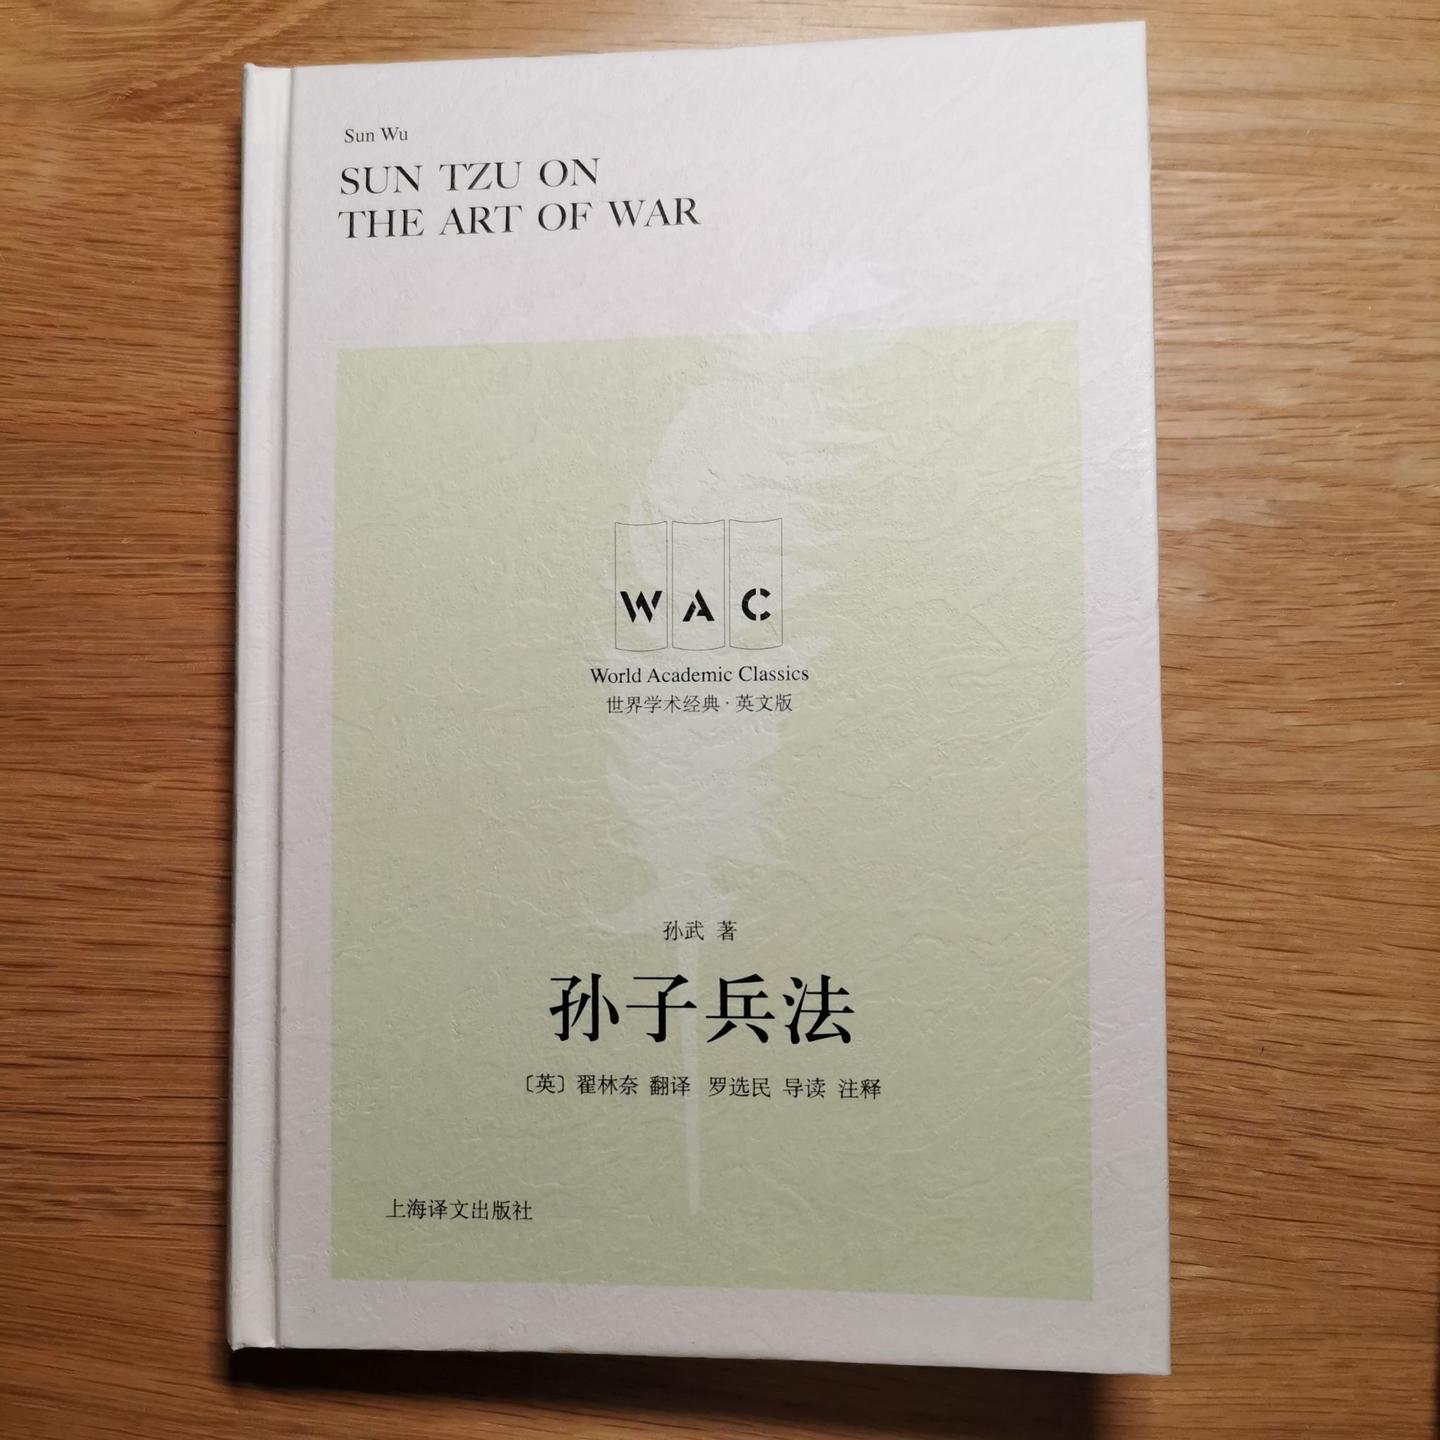 Sun Wu
SUN TZU ON
THE ART OF WAR
W A C
World Academic Classics
世界学术经典·英文版
孙武 著
孙子兵法
〔英〕翟林奈 翻译 罗选民 导读 注释
上海译文出版社